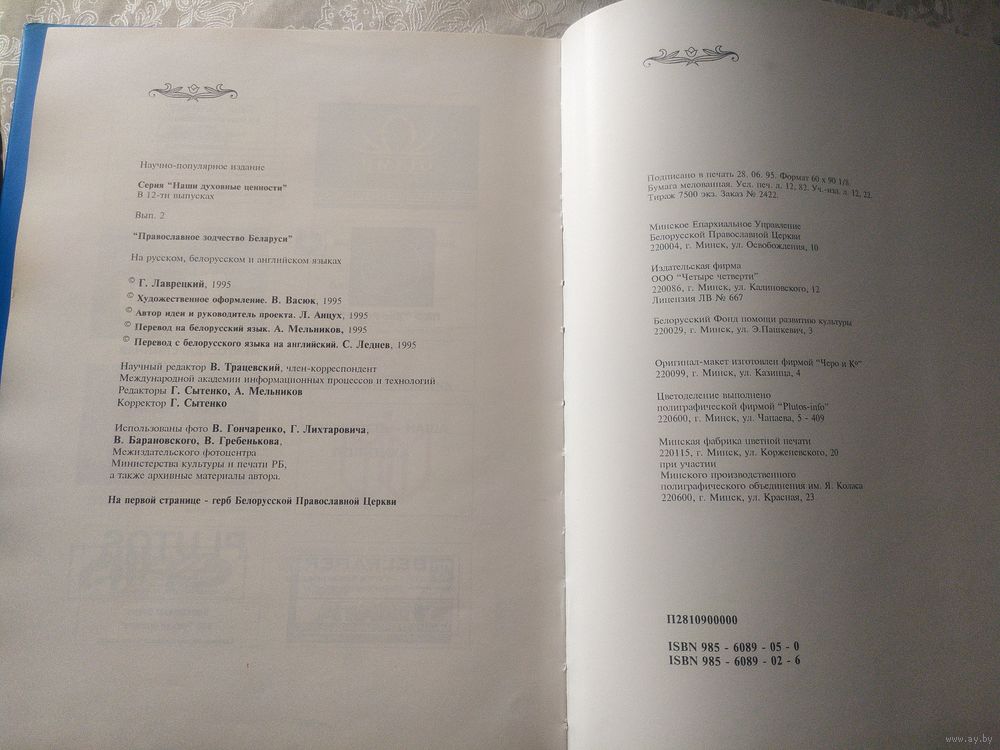 Научно-популярное издание
Серия "Наши духовные ценности"
В 12-ти выпусках
Вып. 2
"Православное зодчество Беларуси"
На русском, белорусском и английском языках
© Г. Лаврецкий, 1995
© Художественное оформление. В. Васюк, 1995
© Автор идеи и руководитель проекта. Л. Анцух, 1995
© Перевод на белорусский язык. А. Мельников, 1995
© Перевод с белорусского языка на английский. С. Леднев, 1995
Научный редактор В. Трацевский, член-корреспондент
Международной академии информационных процессов и технологий
Редакторы Г. Сытенко, А. Мельников
Корректор Г. Сытенко
Использованы фото В. Гончаренко, Г. Лихтаровича,
В. Барановского, В. Гребенькова,
Межиздательского фотоцентра
Министерства культуры и печати РБ,
а также архивные материалы автора.
На первой странице - герб Белорусской Православной Церкви
Подписано в печать 28. 06. 95. Формат 60 x 90 1/8.
Бумага мелованная. Усл. печ. л. 12, 82. Уч.-изд. л. 12, 23.
Тираж 7500 экз. Заказ № 2422.
Минское Епархиальное Управление
Белорусской Православной Церкви
220004, г. Минск, ул. Освобождения, 10
Издательская фирма
ООО "Четыре четверти"
220086, г. Минск, ул. Калиновского, 12
Лицензия ЛВ № 667
Белорусский Фонд помощи развитию культуры
220029, г. Минск, ул. Э.Пашкевич, 3
Оригинал-макет изготовлен фирмой "Черо и К°"
220099, г. Минск, ул. Казинца, 4
Цветоделение выполнено
полиграфической фирмой "Plutos-info"
220600, г. Минск, ул. Чапаева, 5 - 409
Минская фабрика цветной печати
220115, г. Минск, ул. Корженевского, 20
при участии
Минского производственного
полиграфического объединения им. Я. Коласа
220600, г. Минск, ул. Красная, 23
П2810900000
ISBN 985 - 6089 - 05 - 0
ISBN 985 - 6089 - 02 - 6
www.ay.by